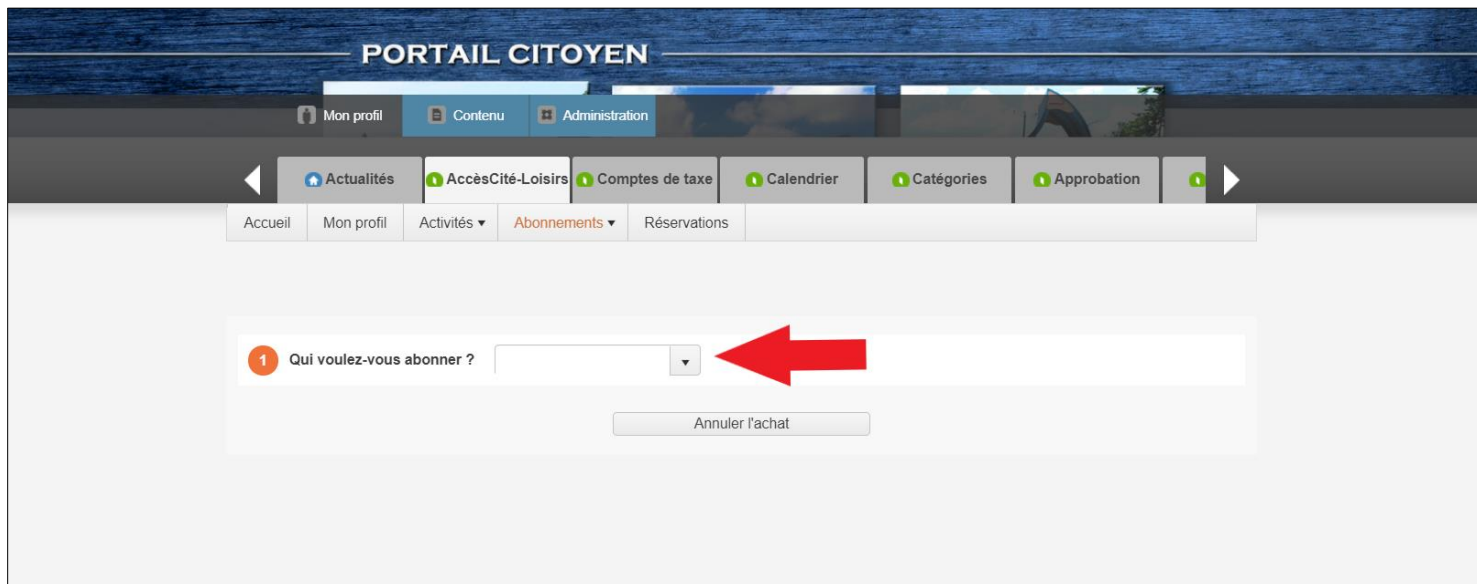 PORTAIL CITOYEN
Mon profil Contenu Administration
Actualités AccèsCité-Loisirs Comptes de taxe Calendrier Catégories Approbation
Accueil Mon profil Activités Abonnements Réservations
1 Qui voulez-vous abonner ?
Annuler l'achat